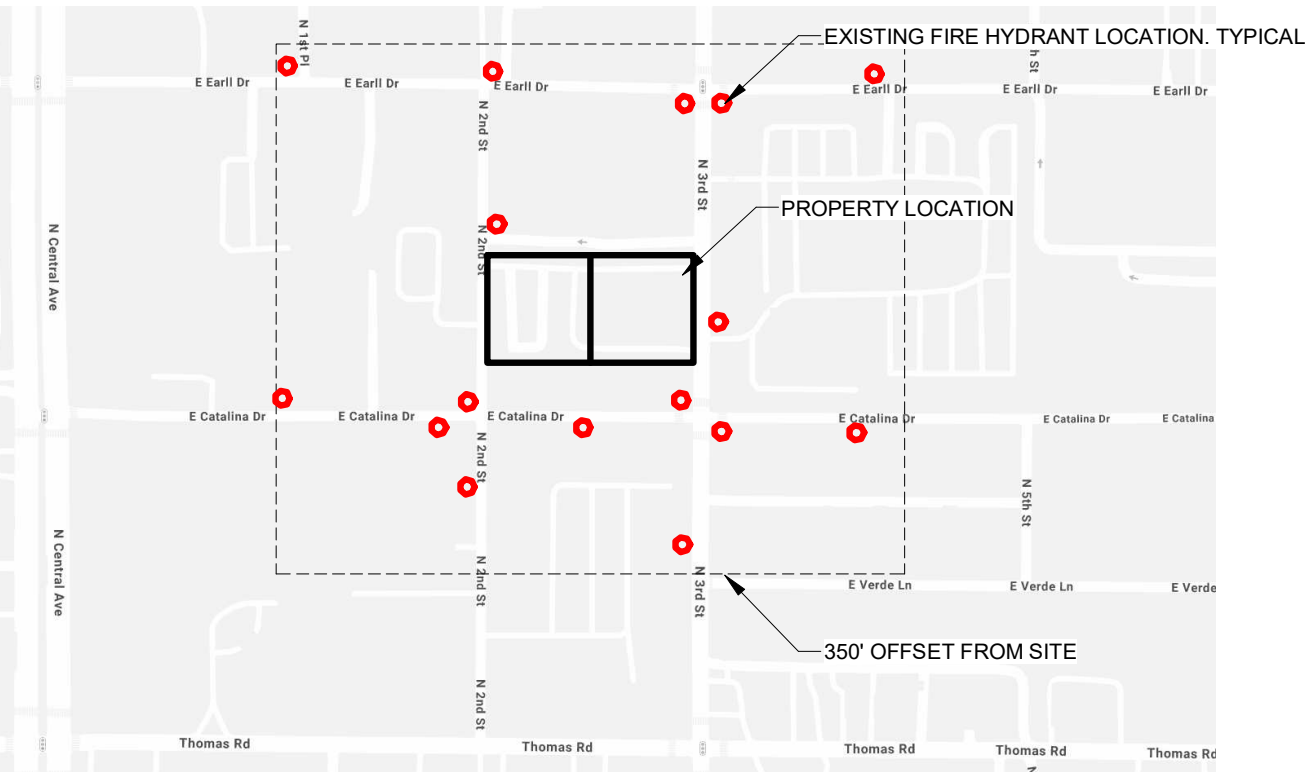 N 1st Pl
EXISTING FIRE HYDRANT LOCATION. TYPICAL
h St
E Earll Dr
E Earll Dr
E Earll Dr
E Earll Dr
E Earll Dr
E Earll Dr
N 2nd St
N 3rd St
PROPERTY LOCATION
N Central Ave
N 2nd St
E Catalina Dr
E Catalina Dr
E Catalina Dr
E Catalina Dr
E Catalina Dr
E Catalina
N 2nd St
N 5th St
N Central Ave
N 2nd St
N 3rd St
E Verde Ln
E Verde Ln
E Verde
350' OFFSET FROM SITE
N 2nd St
Thomas Rd
Thomas Rd
Thomas Rd
Thomas Rd
Thomas Rd
N